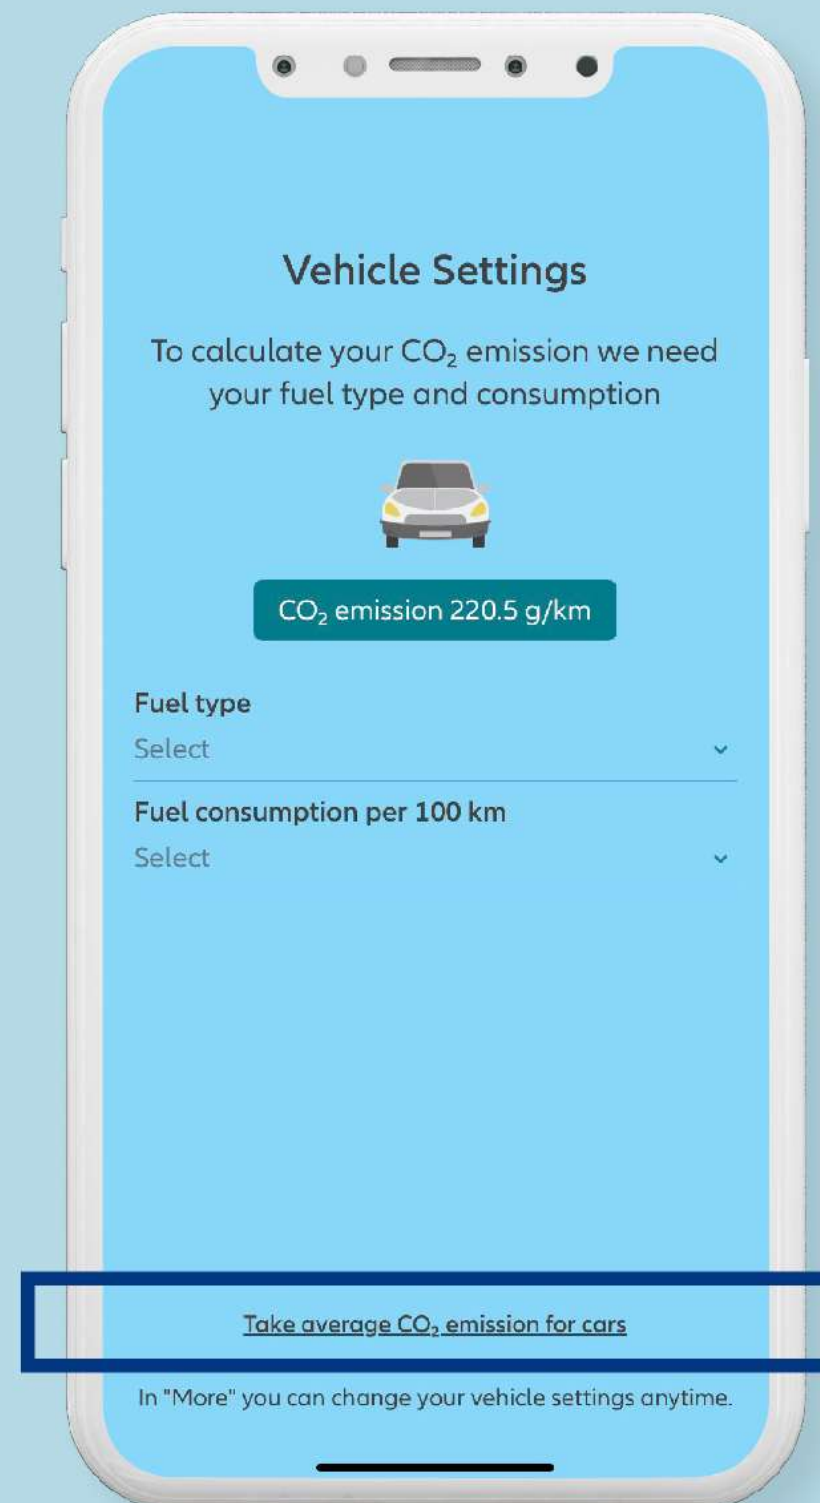 Vehicle Settings
To calculate your CO₂ emission we need
your fuel type and consumption
CO₂ emission 220.5 g/km
Fuel type
Select
Fuel consumption per 100 km
Select
Take average CO₂ emission for cars
In "More" you can change your vehicle settings anytime.